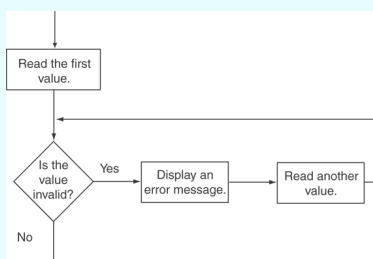 Read the first
value.
Is the
value
invalid?
Yes
Display an
error message.
Read another
value.
No